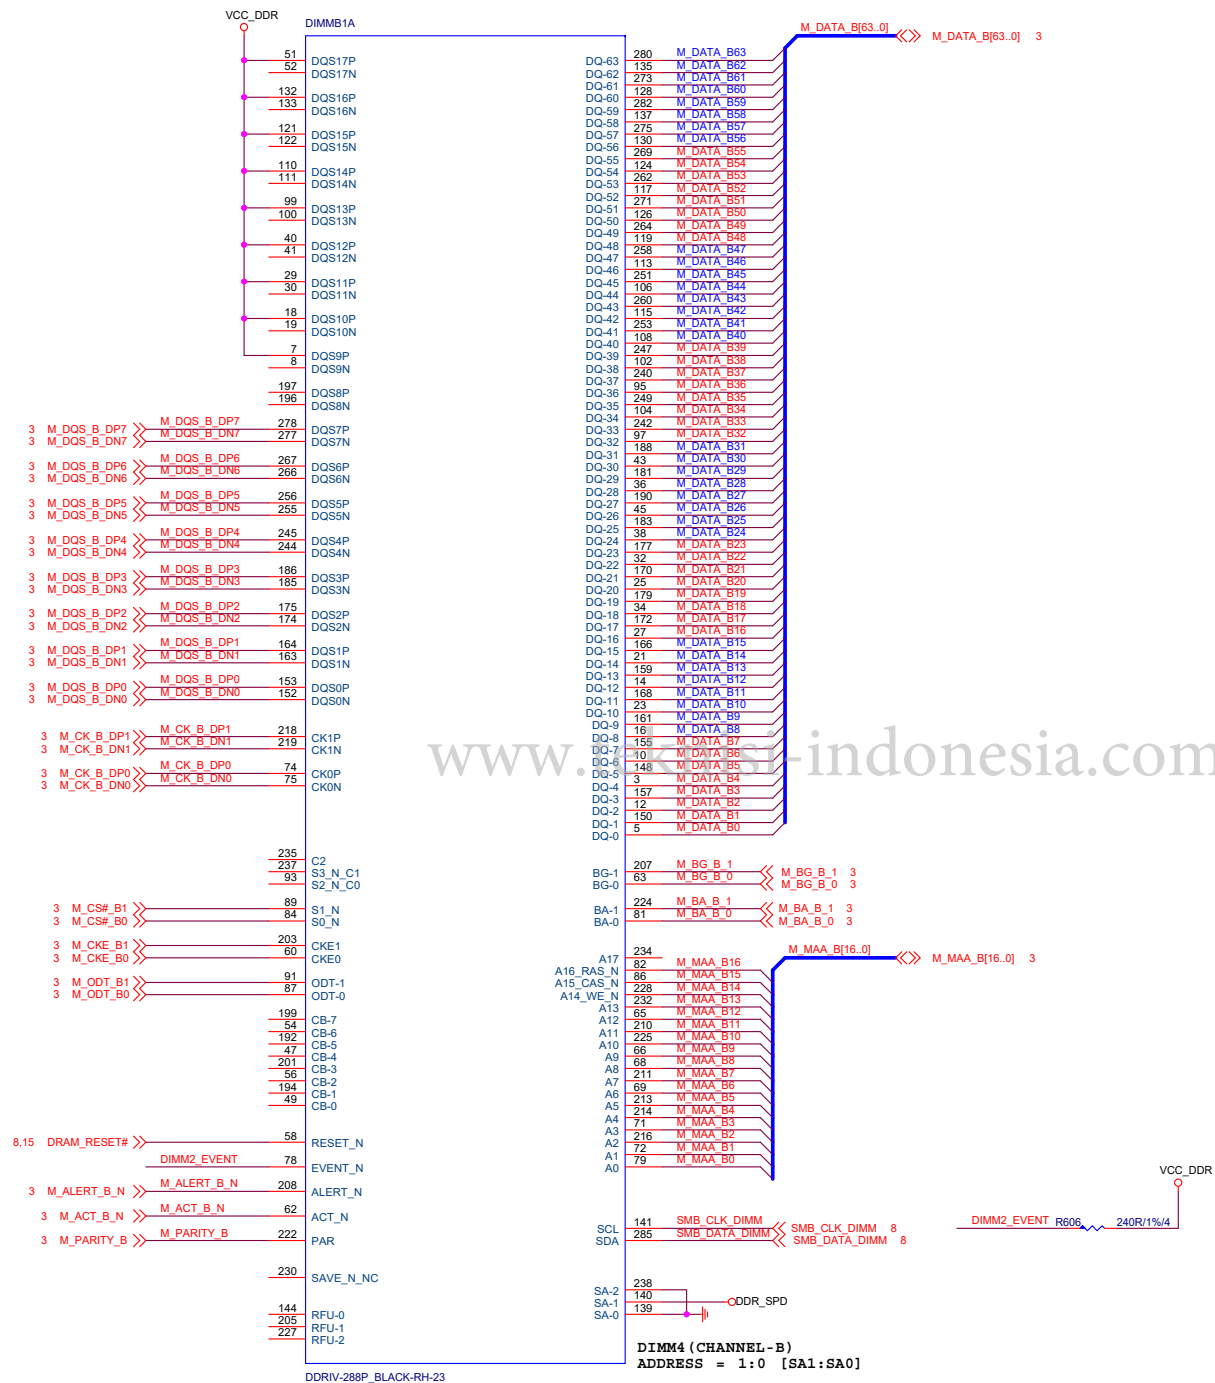 VCC_DDR
DIMMB1A
M_DATA_B[63..0]
M_DATA_B[63..0] 3
51 DQS17P
52 DQS17N
132 DQS16P
133 DQS16N
121 DQS15P
122 DQS15N
110 DQS14P
111 DQS14N
99 DQS13P
100 DQS13N
40 DQS12P
41 DQS12N
29 DQS11P
30 DQS11N
18 DQS10P
19 DQS10N
7 DQS9P
8 DQS9N
197 DQS8P
196 DQS8N
3 M_DQS_B_DP7 M_DQS_B_DP7 278 DQS7P
3 M_DQS_B_DN7 M_DQS_B_DN7 277 DQS7N
3 M_DQS_B_DP6 M_DQS_B_DP6 267 DQS6P
3 M_DQS_B_DN6 M_DQS_B_DN6 266 DQS6N
3 M_DQS_B_DP5 M_DQS_B_DP5 256 DQS5P
3 M_DQS_B_DN5 M_DQS_B_DN5 255 DQS5N
3 M_DQS_B_DP4 M_DQS_B_DP4 245 DQS4P
3 M_DQS_B_DN4 M_DQS_B_DN4 244 DQS4N
3 M_DQS_B_DP3 M_DQS_B_DP3 186 DQS3P
3 M_DQS_B_DN3 M_DQS_B_DN3 185 DQS3N
3 M_DQS_B_DP2 M_DQS_B_DP2 175 DQS2P
3 M_DQS_B_DN2 M_DQS_B_DN2 174 DQS2N
3 M_DQS_B_DP1 M_DQS_B_DP1 164 DQS1P
3 M_DQS_B_DN1 M_DQS_B_DN1 163 DQS1N
3 M_DQS_B_DP0 M_DQS_B_DP0 153 DQS0P
3 M_DQS_B_DN0 M_DQS_B_DN0 152 DQS0N
3 M_CK_B_DP1 M_CK_B_DP1 218 CK1P
3 M_CK_B_DN1 M_CK_B_DN1 219 CK1N
3 M_CK_B_DP0 M_CK_B_DP0 74 CK0P
3 M_CK_B_DN0 M_CK_B_DN0 75 CK0N
235 C2
237 S3_N_C1
93 S2_N_C0
3 M_CS#_B1 89 S1_N
3 M_CS#_B0 84 S0_N
3 M_CKE_B1 203 CKE1
3 M_CKE_B0 60 CKE0
3 M_ODT_B1 91 ODT-1
3 M_ODT_B0 87 ODT-0
199 CB-7
54 CB-6
192 CB-5
47 CB-4
201 CB-3
56 CB-2
194 CB-1
49 CB-0
8,15 DRAM_RESET# 58 RESET_N
DIMM2_EVENT 78 EVENT_N
3 M_ALERT_B_N M_ALERT_B_N 208 ALERT_N
3 M_ACT_B_N M_ACT_B_N 62 ACT_N
3 M_PARITY_B M_PARITY_B 222 PAR
230 SAVE_N_NC
144 RFU-0
205 RFU-1
227 RFU-2
DQ-63 280 M_DATA_B63
DQ-62 135 M_DATA_B62
DQ-61 273 M_DATA_B61
DQ-60 128 M_DATA_B60
DQ-59 282 M_DATA_B59
DQ-58 137 M_DATA_B58
DQ-57 275 M_DATA_B57
DQ-56 130 M_DATA_B56
DQ-55 269 M_DATA_B55
DQ-54 124 M_DATA_B54
DQ-53 262 M_DATA_B53
DQ-52 117 M_DATA_B52
DQ-51 271 M_DATA_B51
DQ-50 126 M_DATA_B50
DQ-49 264 M_DATA_B49
DQ-48 119 M_DATA_B48
DQ-47 258 M_DATA_B47
DQ-46 113 M_DATA_B46
DQ-45 251 M_DATA_B45
DQ-44 106 M_DATA_B44
DQ-43 260 M_DATA_B43
DQ-42 115 M_DATA_B42
DQ-41 253 M_DATA_B41
DQ-40 108 M_DATA_B40
DQ-39 247 M_DATA_B39
DQ-38 102 M_DATA_B38
DQ-37 240 M_DATA_B37
DQ-36 95 M_DATA_B36
DQ-35 249 M_DATA_B35
DQ-34 104 M_DATA_B34
DQ-33 242 M_DATA_B33
DQ-32 97 M_DATA_B32
DQ-31 188 M_DATA_B31
DQ-30 43 M_DATA_B30
DQ-29 181 M_DATA_B29
DQ-28 36 M_DATA_B28
DQ-27 190 M_DATA_B27
DQ-26 45 M_DATA_B26
DQ-25 183 M_DATA_B25
DQ-24 38 M_DATA_B24
DQ-23 177 M_DATA_B23
DQ-22 32 M_DATA_B22
DQ-21 170 M_DATA_B21
DQ-20 25 M_DATA_B20
DQ-19 179 M_DATA_B19
DQ-18 34 M_DATA_B18
DQ-17 172 M_DATA_B17
DQ-16 27 M_DATA_B16
DQ-15 166 M_DATA_B15
DQ-14 21 M_DATA_B14
DQ-13 159 M_DATA_B13
DQ-12 14 M_DATA_B12
DQ-11 168 M_DATA_B11
DQ-10 23 M_DATA_B10
DQ-9 161 M_DATA_B9
DQ-8 16 M_DATA_B8
DQ-7 155 M_DATA_B7
DQ-6 10 M_DATA_B6
DQ-5 148 M_DATA_B5
DQ-4 3 M_DATA_B4
DQ-3 157 M_DATA_B3
DQ-2 12 M_DATA_B2
DQ-1 150 M_DATA_B1
DQ-0 5 M_DATA_B0
www.teknisi-indonesia.com
BG-1 207 M_BG_B_1 M_BG_B_1 3
BG-0 63 M_BG_B_0 M_BG_B_0 3
BA-1 224 M_BA_B_1 M_BA_B_1 3
BA-0 81 M_BA_B_0 M_BA_B_0 3
M_MAA_B[16..0]
M_MAA_B[16..0] 3
A17 234
A16_RAS_N 82 M_MAA_B16
A15_CAS_N 86 M_MAA_B15
A14_WE_N 228 M_MAA_B14
A13 232 M_MAA_B13
A12 65 M_MAA_B12
A11 210 M_MAA_B11
A10 225 M_MAA_B10
A9 66 M_MAA_B9
A8 68 M_MAA_B8
A7 211 M_MAA_B7
A6 69 M_MAA_B6
A5 213 M_MAA_B5
A4 214 M_MAA_B4
A3 71 M_MAA_B3
A2 216 M_MAA_B2
A1 72 M_MAA_B1
A0 79 M_MAA_B0
SCL 141 SMB_CLK_DIMM SMB_CLK_DIMM 8
SDA 285 SMB_DATA_DIMM SMB_DATA_DIMM 8
SA-2 238
SA-1 140 DDR_SPD
SA-0 139
VCC_DDR
DIMM2_EVENT R606 240R/1%/4
DIMM4(CHANNEL-B)
ADDRESS = 1:0 [SA1:SA0]
DDRIV-288P_BLACK-RH-23